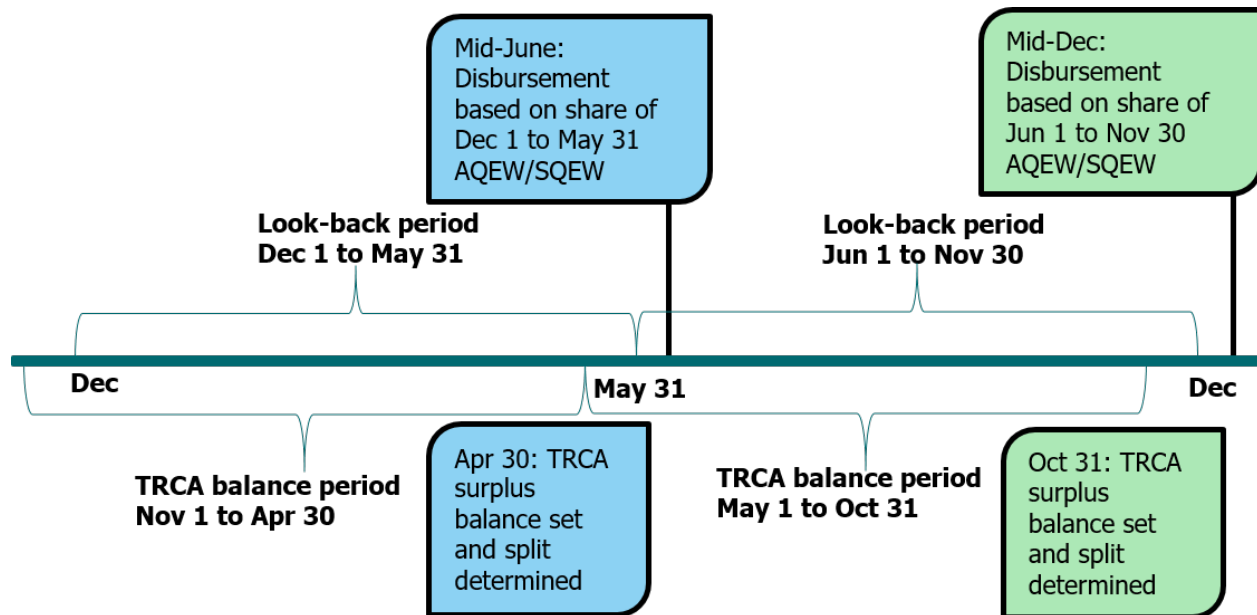 Mid-June:
Disbursement
based on share of
Dec 1 to May 31
AQEW/SQEW
Mid-Dec:
Disbursement
based on share of
Jun 1 to Nov 30
AQEW/SQEW
Look-back period
Dec 1 to May 31
Look-back period
Jun 1 to Nov 30
Dec
May 31
Dec
TRCA balance period
Nov 1 to Apr 30
Apr 30: TRCA
surplus
balance set
and split
determined
TRCA balance period
May 1 to Oct 31
Oct 31: TRCA
surplus
balance set
and split
determined